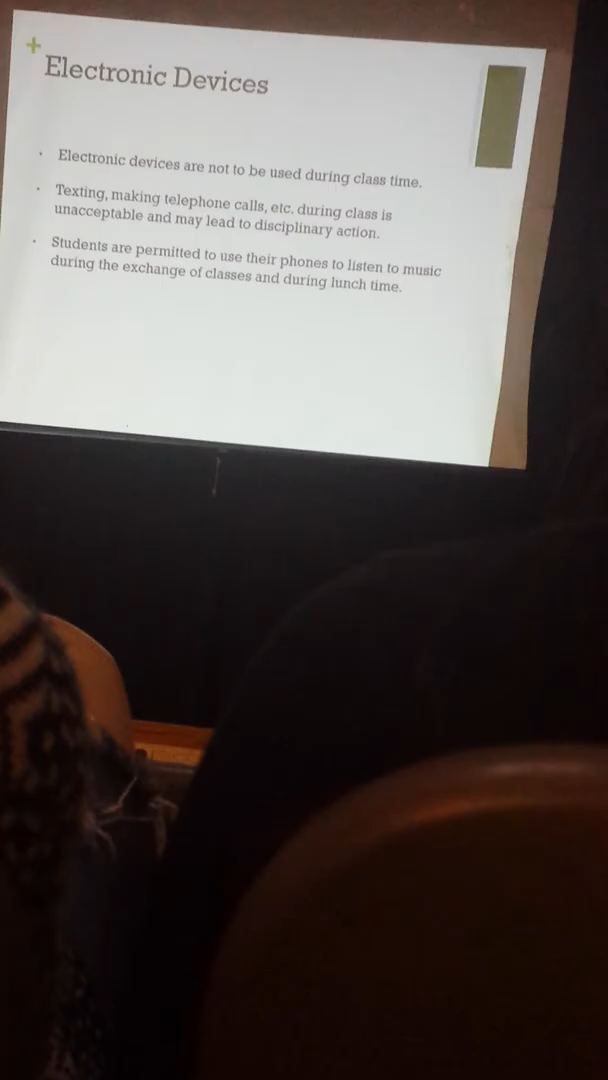 +
Electronic Devices
• Electronic devices are not to be used during class time.
• Texting, making telephone calls, etc. during class is
unacceptable and may lead to disciplinary action.
• Students are permitted to use their phones to listen to music
during the exchange of classes and during lunch time.